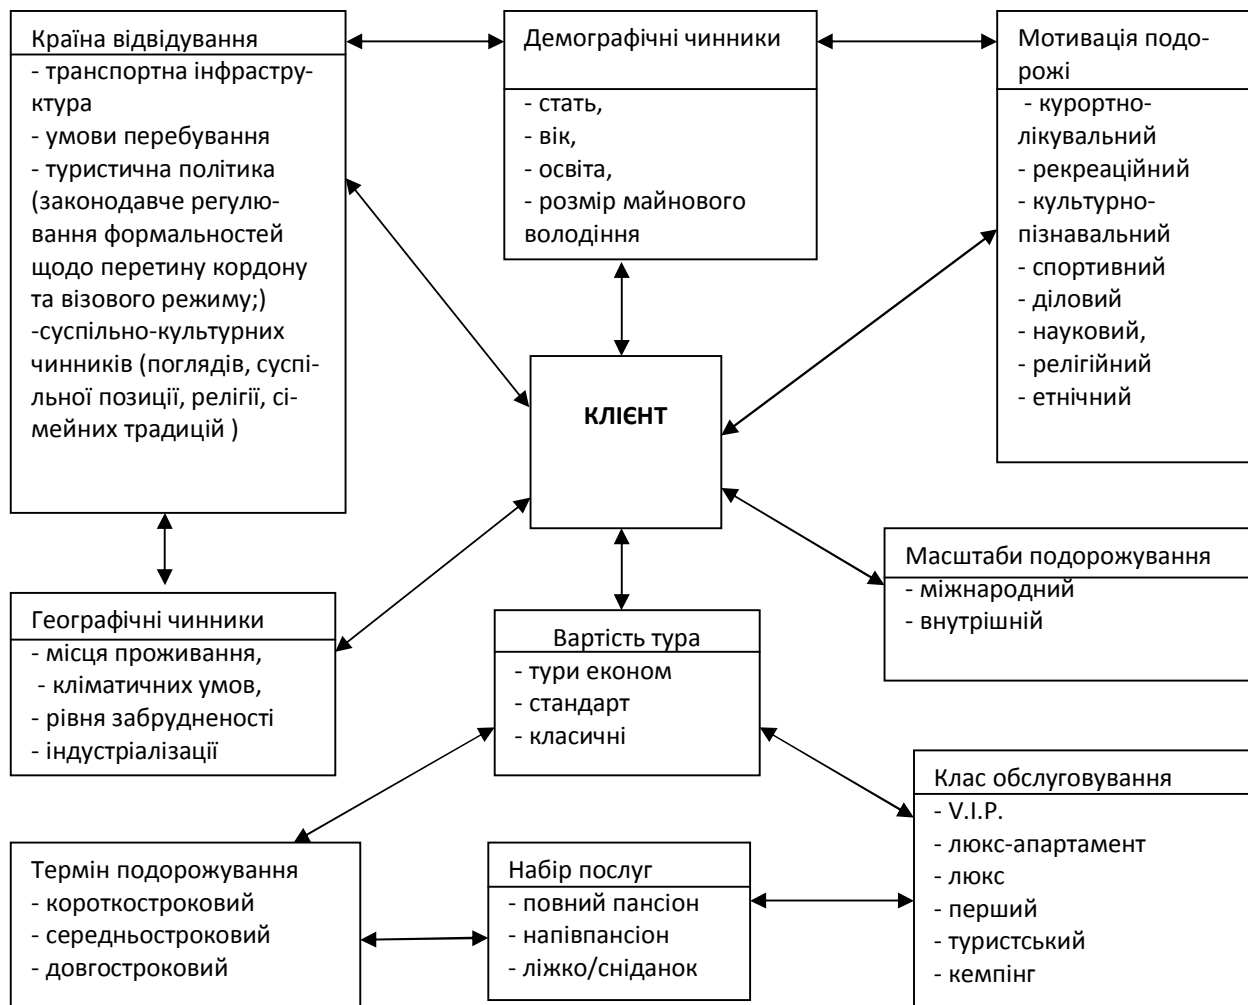 Країна відвідування
- транспортна інфрастру-
ктура
- умови перебування
- туристична політика
(законодавче регулю-
вання формальностей
щодо перетину кордону
та візового режиму;)
-суспільно-культурних
чинників (поглядів, суспі-
льної позиції, релігії, сі-
мейних традицій )
Демографічні чинники
- стать,
- вік,
- освіта,
- розмір майнового
володіння
Мотивація подо-
рожі
- курортно-
лікувальний
- рекреаційний
- культурно-
пізнавальний
- спортивний
- діловий
- науковий,
- релігійний
- етнічний
КЛІЄНТ
Масштаби подорожування
- міжнародний
- внутрішній
Географічні чинники
- місця проживання,
- кліматичних умов,
- рівня забрудненості
- індустріалізації
Вартість тура
- тури економ
- стандарт
- класичні
Клас обслуговування
- V.I.P.
- люкс-апартамент
- люкс
- перший
- туристський
- кемпінг
Термін подорожування
- короткостроковий
- середньостроковий
- довгостроковий
Набір послуг
- повний пансіон
- напівпансіон
- ліжко/сніданок